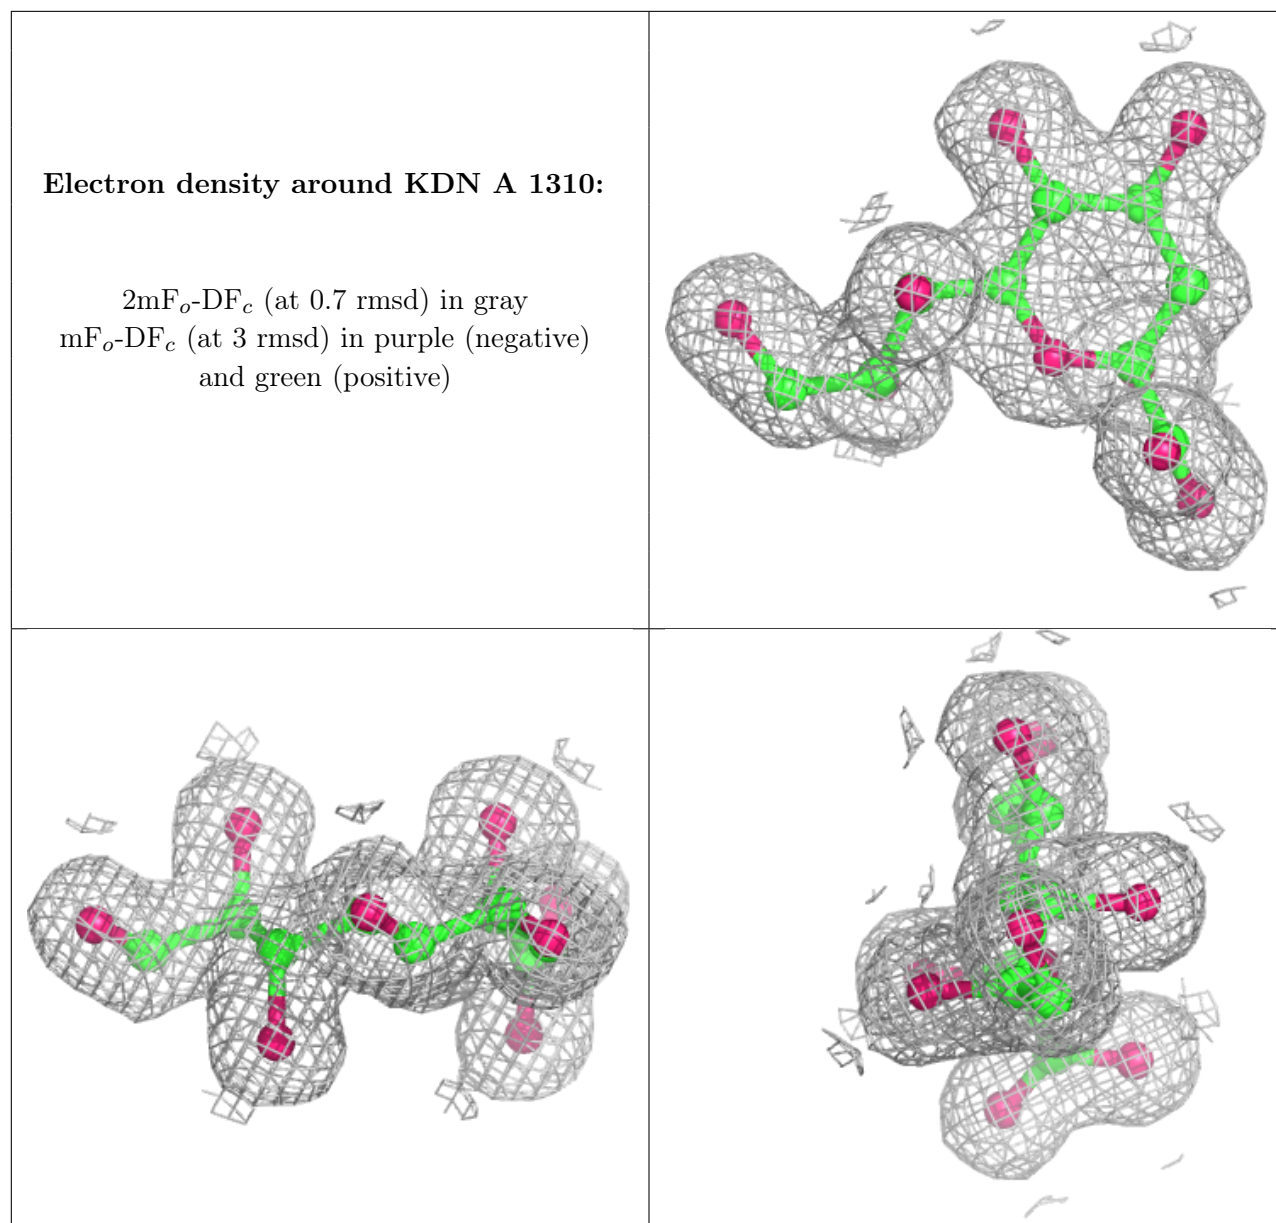 Electron density around KDN A 1310:
2mFo-DFc (at 0.7 rmsd) in gray
mFo-DFc (at 3 rmsd) in purple (negative)
and green (positive)